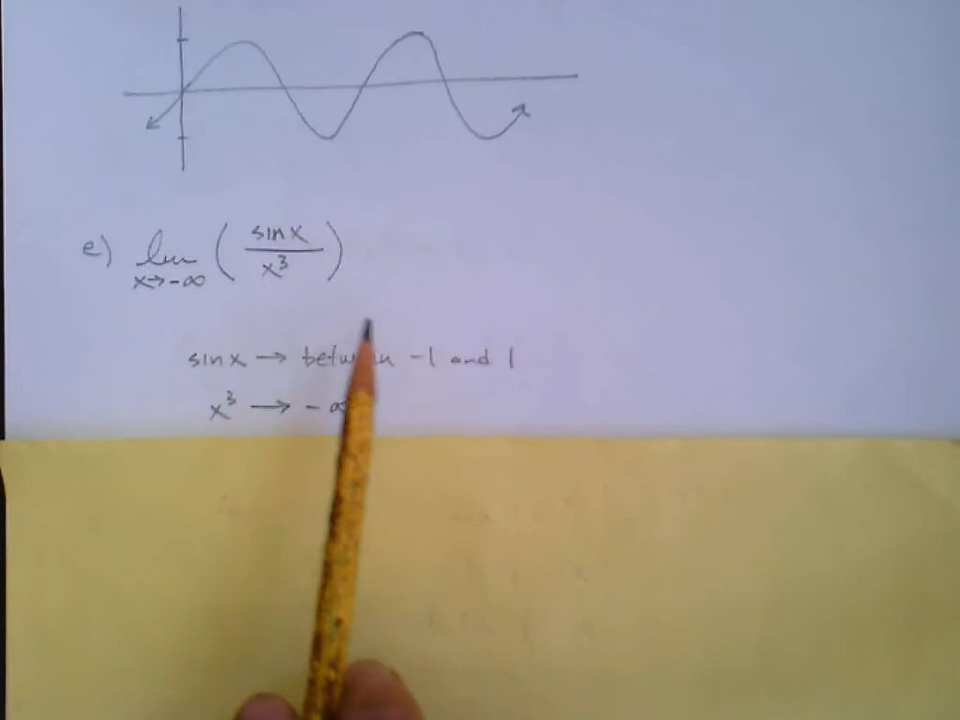 e) lim x→-∞ ( sin x / x³ )
sin x → between -1 and 1
x³ → -∞